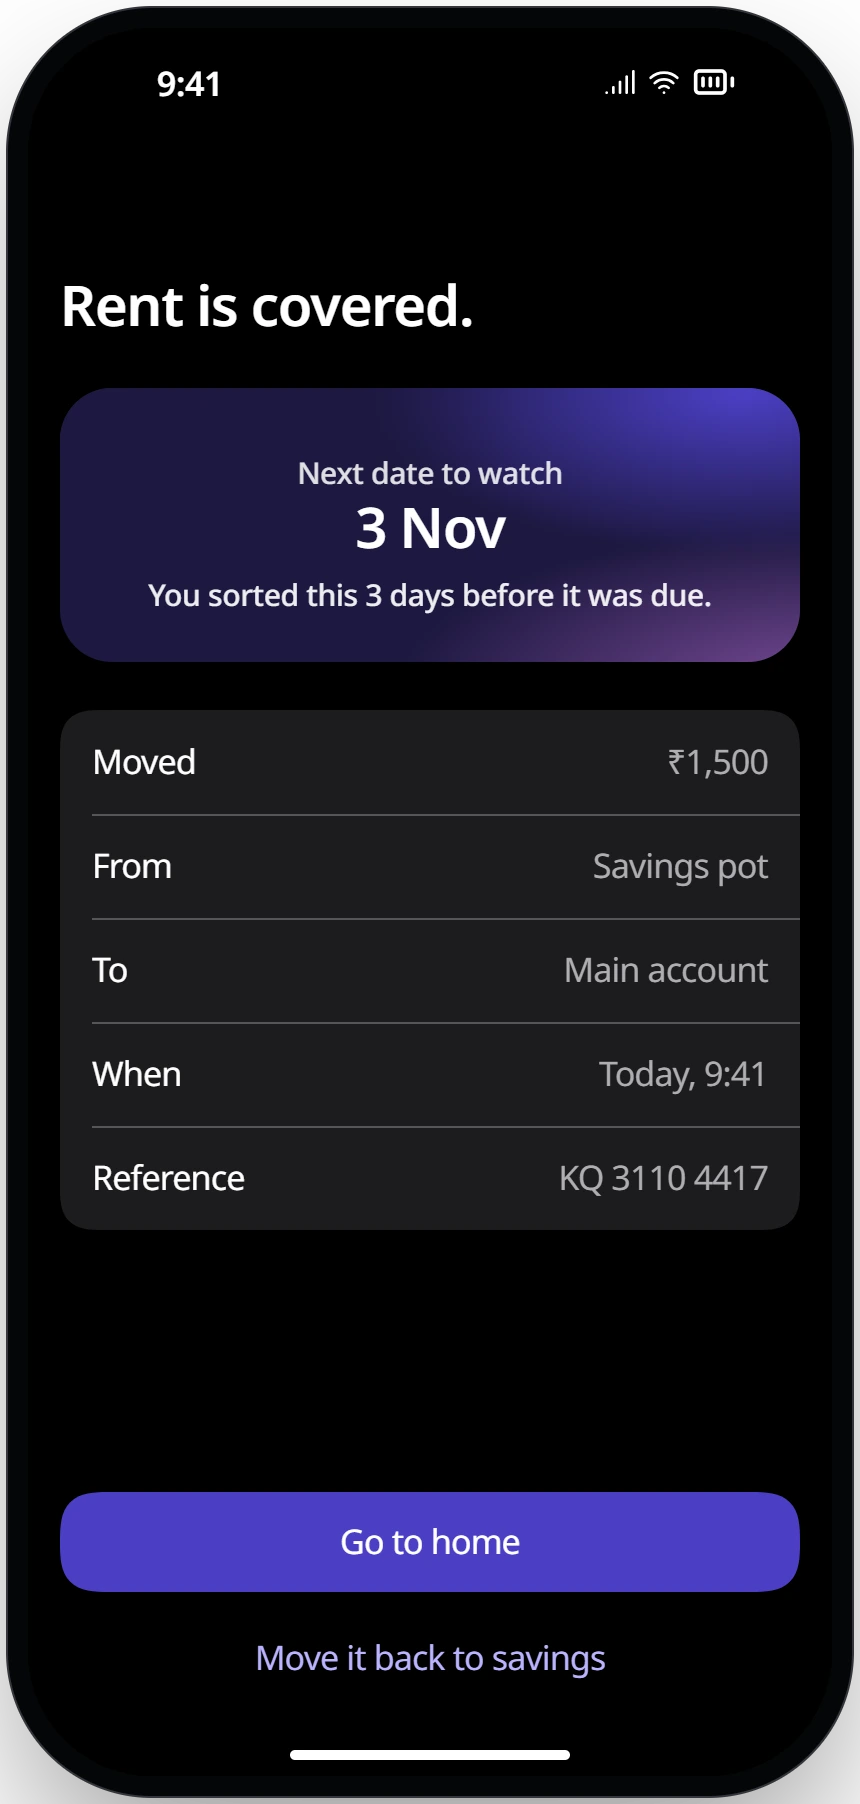 9:41
Rent is covered.
Next date to watch
3 Nov
You sorted this 3 days before it was due.
Moved ₹1,500
From Savings pot
To Main account
When Today, 9:41
Reference KQ 3110 4417
Go to home
Move it back to savings